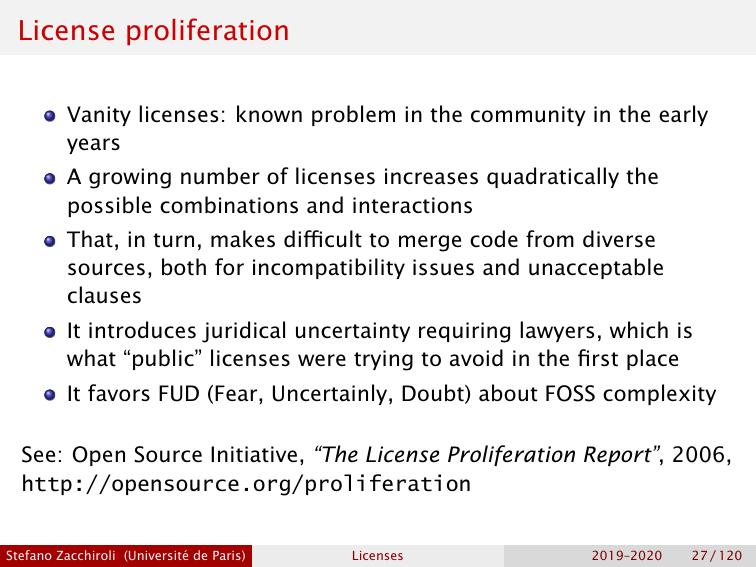 License proliferation
Vanity licenses: known problem in the community in the early
years
A growing number of licenses increases quadratically the
possible combinations and interactions
That, in turn, makes difficult to merge code from diverse
sources, both for incompatibility issues and unacceptable
clauses
It introduces juridical uncertainty requiring lawyers, which is
what “public” licenses were trying to avoid in the first place
It favors FUD (Fear, Uncertainly, Doubt) about FOSS complexity
See: Open Source Initiative, “The License Proliferation Report”, 2006,
http://opensource.org/proliferation
Stefano Zacchiroli (Université de Paris) Licenses 2019–2020 27 / 120